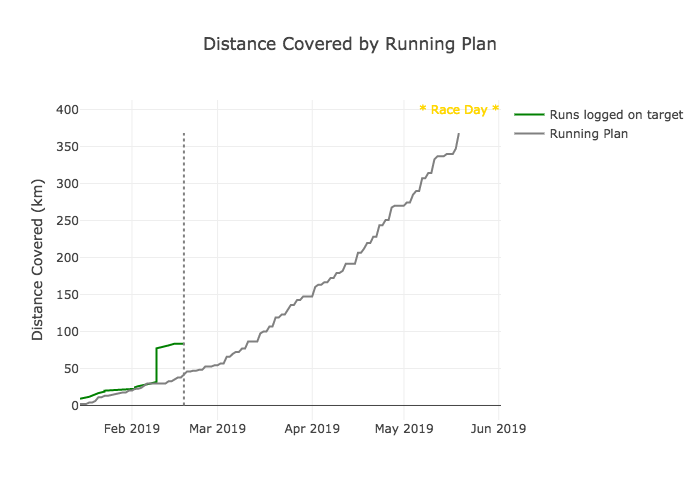 Distance Covered by Running Plan
* Race Day *
Runs logged on target
Running Plan
Distance Covered (km)
400
350
300
250
200
150
100
50
0
Feb 2019
Mar 2019
Apr 2019
May 2019
Jun 2019